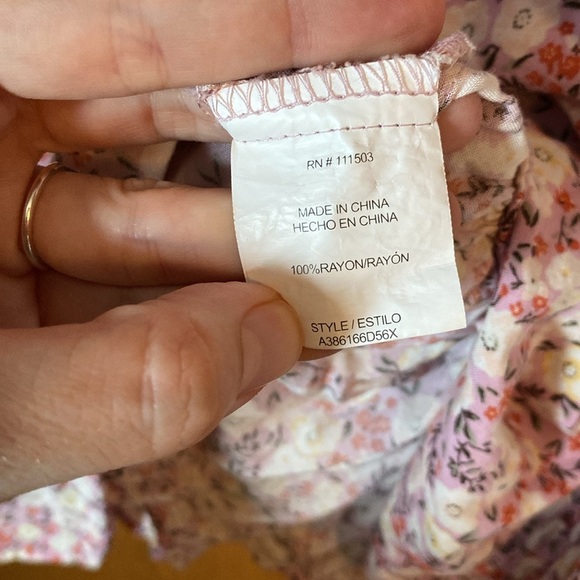 RN # 111503
MADE IN CHINA
HECHO EN CHINA
100%RAYON/RAYÓN
STYLE / ESTILO
A386166D56X